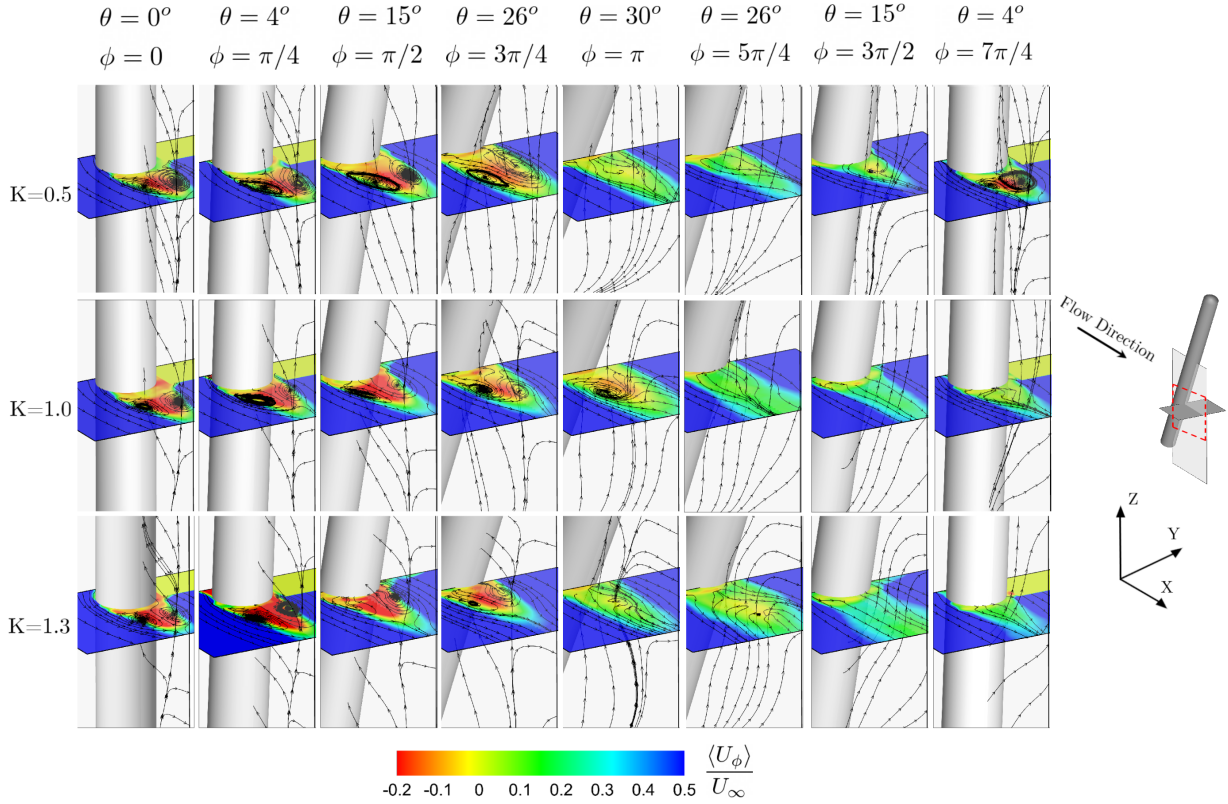 θ = 0° θ = 4° θ = 15° θ = 26° θ = 30° θ = 26° θ = 15° θ = 4°
ϕ = 0 ϕ = π/4 ϕ = π/2 ϕ = 3π/4 ϕ = π ϕ = 5π/4 ϕ = 3π/2 ϕ = 7π/4
K=0.5
Flow Direction
K=1.0
Z
Y
X
K=1.3
⟨U_ϕ⟩
U_∞
-0.2 -0.1 0 0.1 0.2 0.3 0.4 0.5